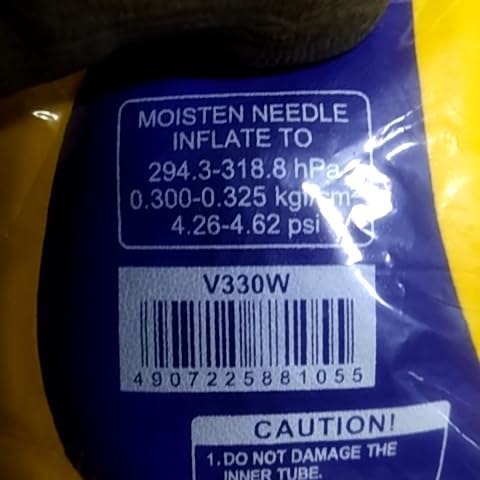 MOISTEN NEEDLE
INFLATE TO
294.3-318.8 hPa
0.300-0.325 kgf/cm²
4.26-4.62 psi
V330W
4907225881055
CAUTION!
1. DO NOT DAMAGE THE
INNER TUBE.